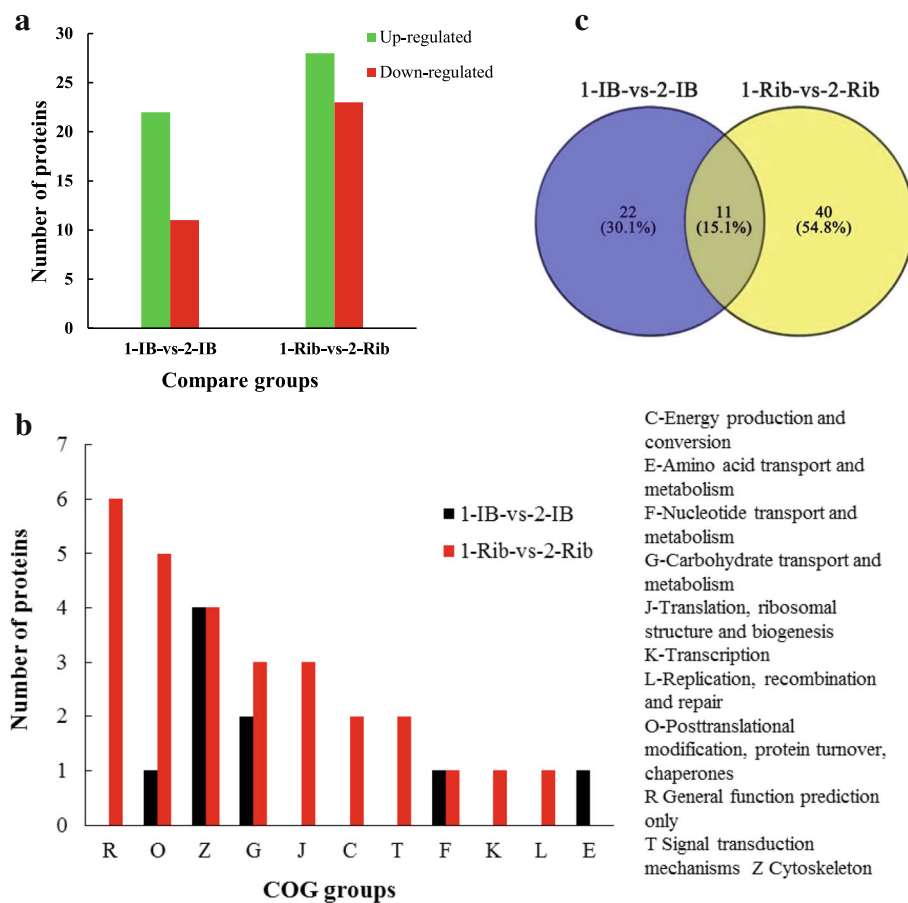 a
30
25
20
15
10
5
0
Number of proteins
Up-regulated
Down-regulated
1-IB-vs-2-IB
1-Rib-vs-2-Rib
Compare groups
c
1-IB-vs-2-IB
1-Rib-vs-2-Rib
22
(30.1%)
11
(15.1%)
40
(54.8%)
b
7
6
5
4
3
2
1
0
Number of proteins
1-IB-vs-2-IB
1-Rib-vs-2-Rib
R O Z G J C T F K L E
COG groups
C-Energy production and
conversion
E-Amino acid transport and
metabolism
F-Nucleotide transport and
metabolism
G-Carbohydrate transport and
metabolism
J-Translation, ribosomal
structure and biogenesis
K-Transcription
L-Replication, recombination
and repair
O-Posttranslational
modification, protein turnover,
chaperones
R General function prediction
only
T Signal transduction
mechanisms Z Cytoskeleton